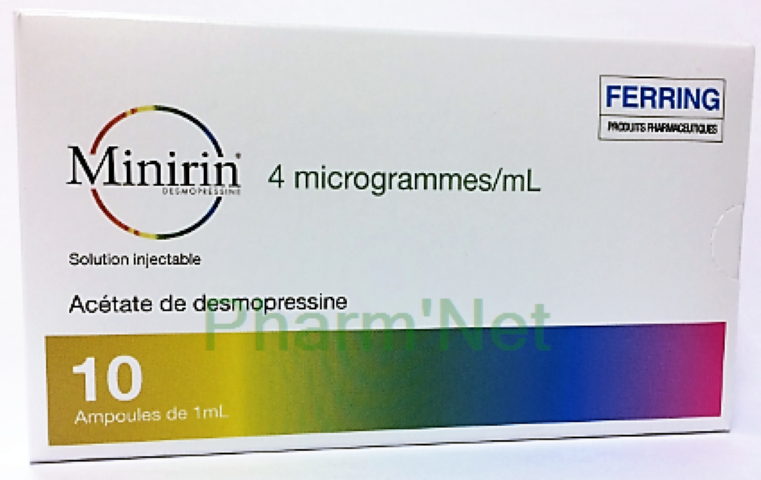 FERRING
PRODUITS PHARMACEUTIQUES
Minirin®
DESMOPRESSINE
4 microgrammes/mL
Solution injectable
Acétate de desmopressine
Pharm'Net
10
Ampoules de 1mL